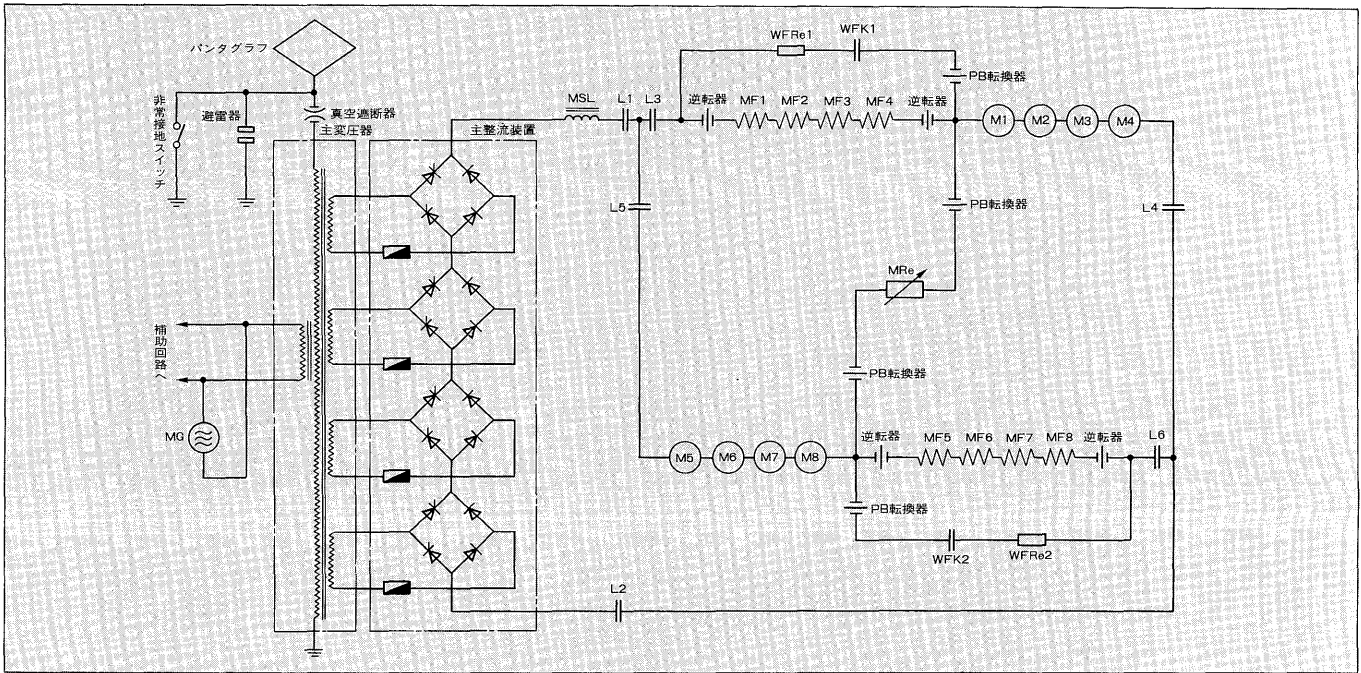 パンタグラフ
非常接地スイッチ
避雷器
真空遮断器
主変圧器
主整流装置
補助回路へ
MG
MSL
L1
L3
L5
WFRe1
WFK1
PB転換器
逆転器
MF1
MF2
MF3
MF4
逆転器
M1
M2
M3
M4
PB転換器
L4
MRe
PB転換器
M5
M6
M7
M8
逆転器
MF5
MF6
MF7
MF8
逆転器
L6
PB転換器
WFK2
WFRe2
L2